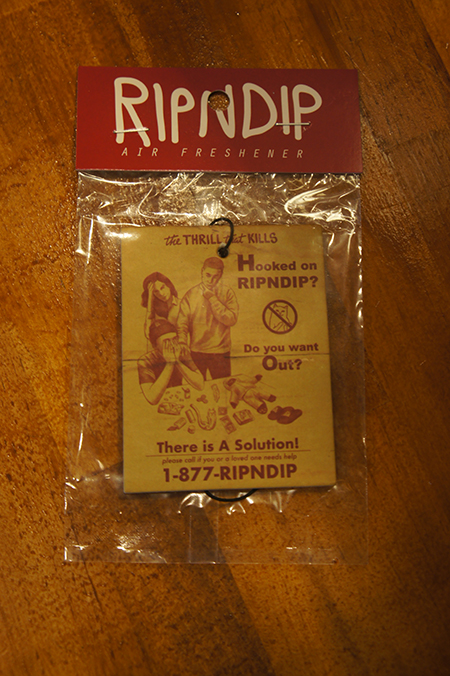 RIPNDIP
AIR FRESHENER
the THRILL that KILLS
Hooked on
RIPNDIP?
Do you want
Out?
There is A Solution!
please call if you or a loved one needs help
1-877-RIPNDIP